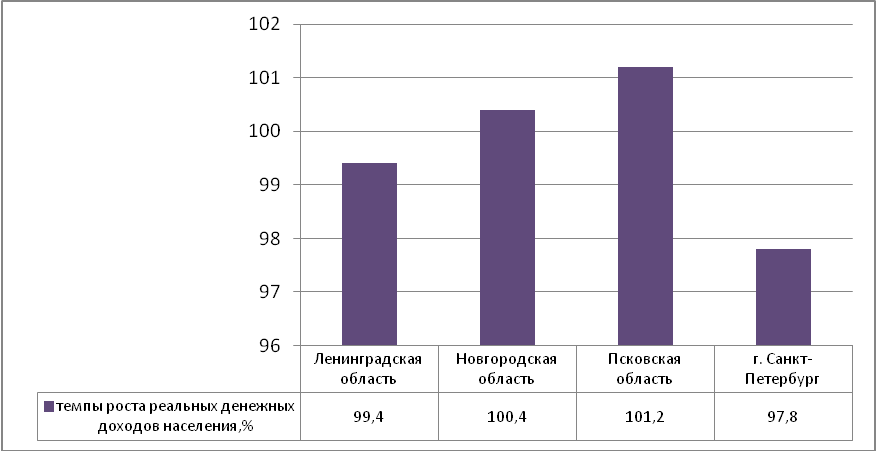 102
101
100
99
98
97
96
Ленинградская область
Новгородская область
Псковская область
г. Санкт-Петербург
темпы роста реальных денежных
доходов населения,%
99,4
100,4
101,2
97,8